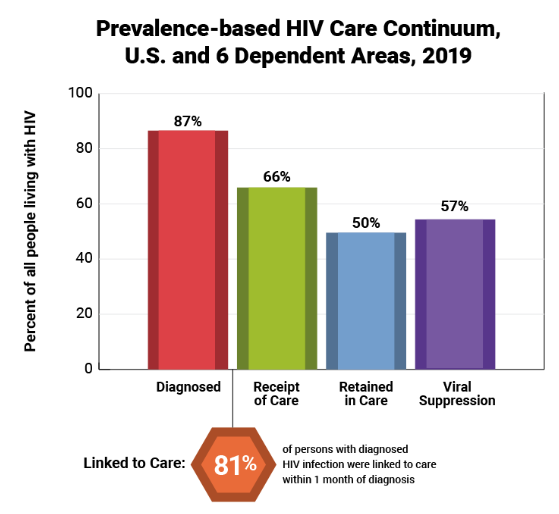 Prevalence-based HIV Care Continuum,
U.S. and 6 Dependent Areas, 2019
Percent of all people living with HIV
100
80
60
40
20
0
87%
66%
50%
57%
Diagnosed
Receipt
of Care
Retained
in Care
Viral
Suppression
Linked to Care:
81%
of persons with diagnosed
HIV infection were linked to care
within 1 month of diagnosis